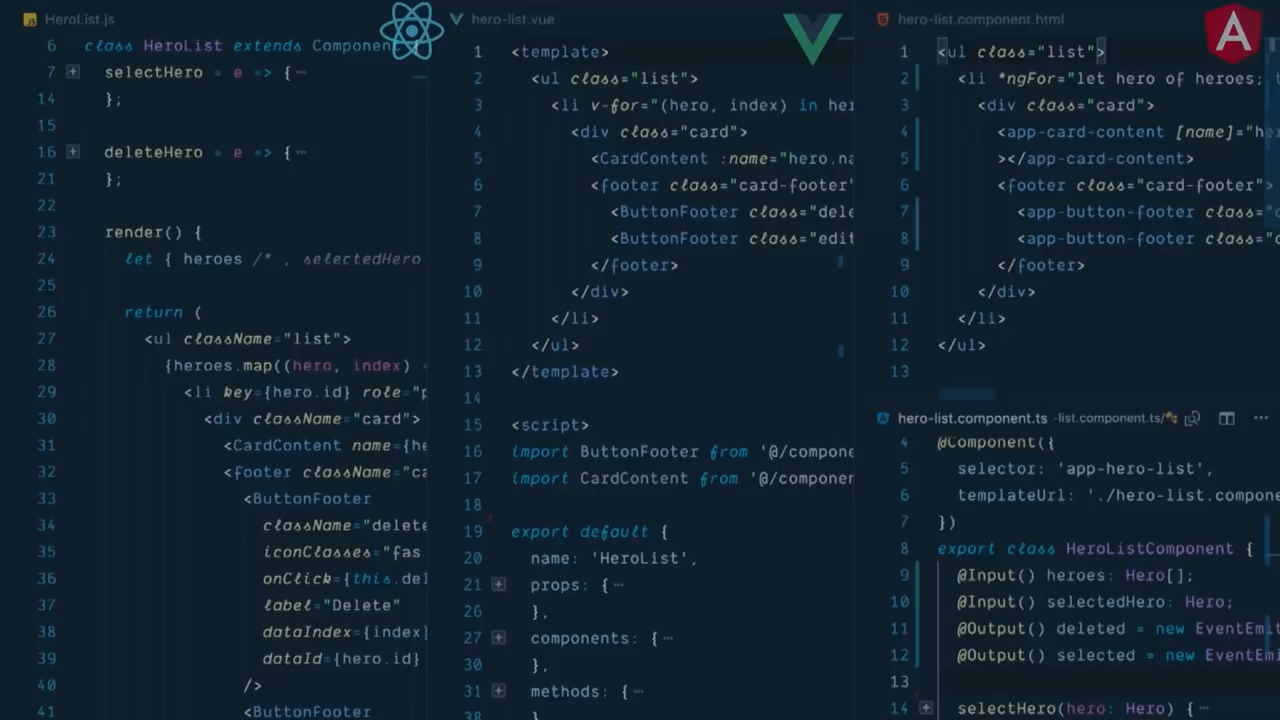 HeroList.js
6 class HeroList extends Component {
7 selectHero = e => { ⋯
14 };
15
16 deleteHero = e => { ⋯
21 };
22
23 render() {
24 let { heroes /* , selectedHero
25
26 return (
27 <ul className="list">
28 {heroes.map((hero, index)
29 <li key={hero.id} role="p
30 <div className="card">
31 <CardContent name={he
32 <footer className="ca
33 <ButtonFooter
34 className="delete
35 iconClasses="fas
36 onClick={this.del
37 label="Delete"
38 dataIndex={index}
39 dataId={hero.id}
40 />
41 <ButtonFooter
hero-list.vue
1 <template>
2 <ul class="list">
3 <li v-for="(hero, index) in her
4 <div class="card">
5 <CardContent :name="hero.na
6 <footer class="card-footer"
7 <ButtonFooter class="dele
8 <ButtonFooter class="edit
9 </footer>
10 </div>
11 </li>
12 </ul>
13 </template>
14
15 <script>
16 import ButtonFooter from '@/compone
17 import CardContent from '@/componen
18
19 export default {
20 name: 'HeroList',
21 props: { ⋯
26 },
27 components: { ⋯
30 },
31 methods: { ⋯
38 }
hero-list.component.html
1 <ul class="list">
2 <li *ngFor="let hero of heroes; t
3 <div class="card">
4 <app-card-content [name]="he
5 ></app-card-content>
6 <footer class="card-footer">
7 <app-button-footer class="d
8 <app-button-footer class="e
9 </footer>
10 </div>
11 </li>
12 </ul>
13
A
hero-list.component.ts -list.component.ts/
4 @Component({
5 selector: 'app-hero-list',
6 templateUrl: './hero-list.compone
7 })
8 export class HeroListComponent {
9 @Input() heroes: Hero[];
10 @Input() selectedHero: Hero;
11 @Output() deleted = new EventEmi
12 @Output() selected = new EventEmi
13
14 selectHero(hero: Hero) { ⋯